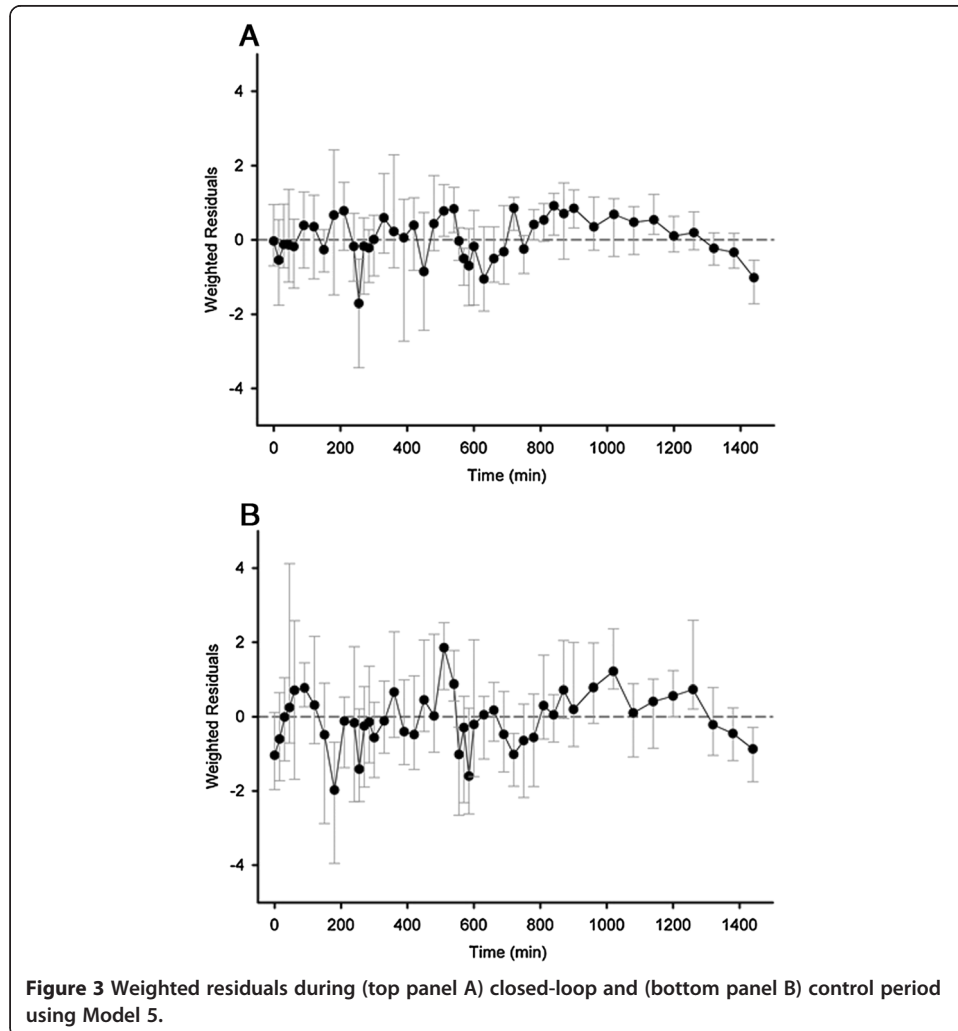 A
4
2
0
-2
-4
Weighted Residuals
0 200 400 600 800 1000 1200 1400
Time (min)
B
4
2
0
-2
-4
Weighted Residuals
0 200 400 600 800 1000 1200 1400
Time (min)
Figure 3 Weighted residuals during (top panel A) closed-loop and (bottom panel B) control period
using Model 5.